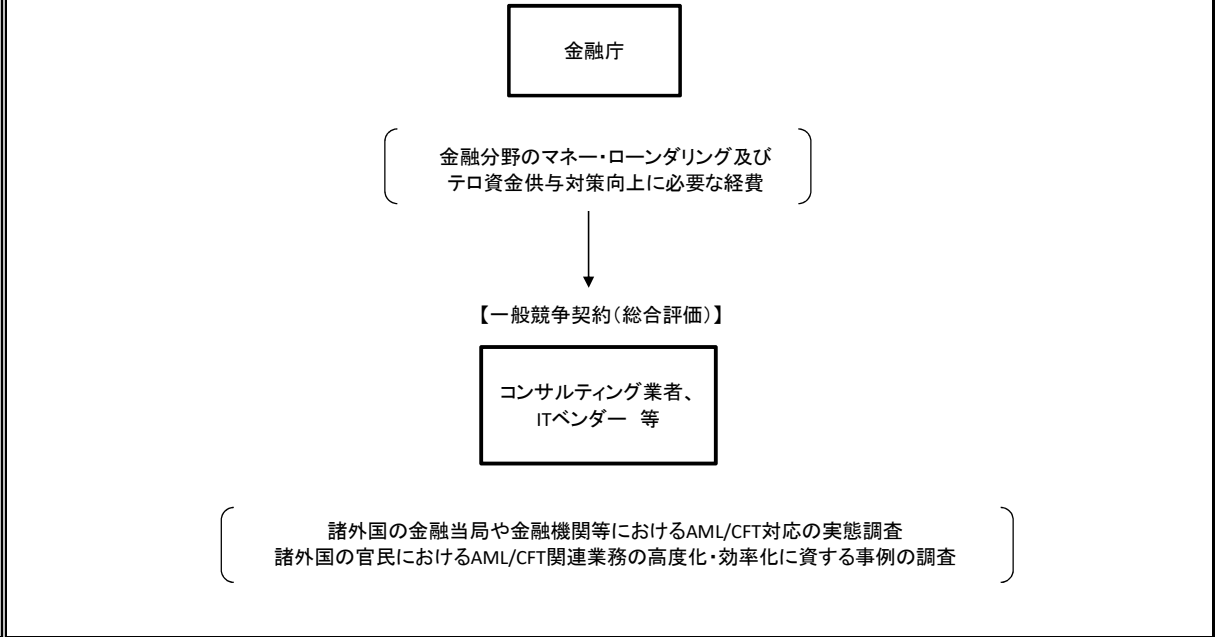 金融庁
金融分野のマネー・ローンダリング及び
テロ資金供与対策向上に必要な経費
【一般競争契約（総合評価）】
コンサルティング業者、
ITベンダー　等
諸外国の金融当局や金融機関等におけるAML/CFT対応の実態調査
諸外国の官民におけるAML/CFT関連業務の高度化・効率化に資する事例の調査